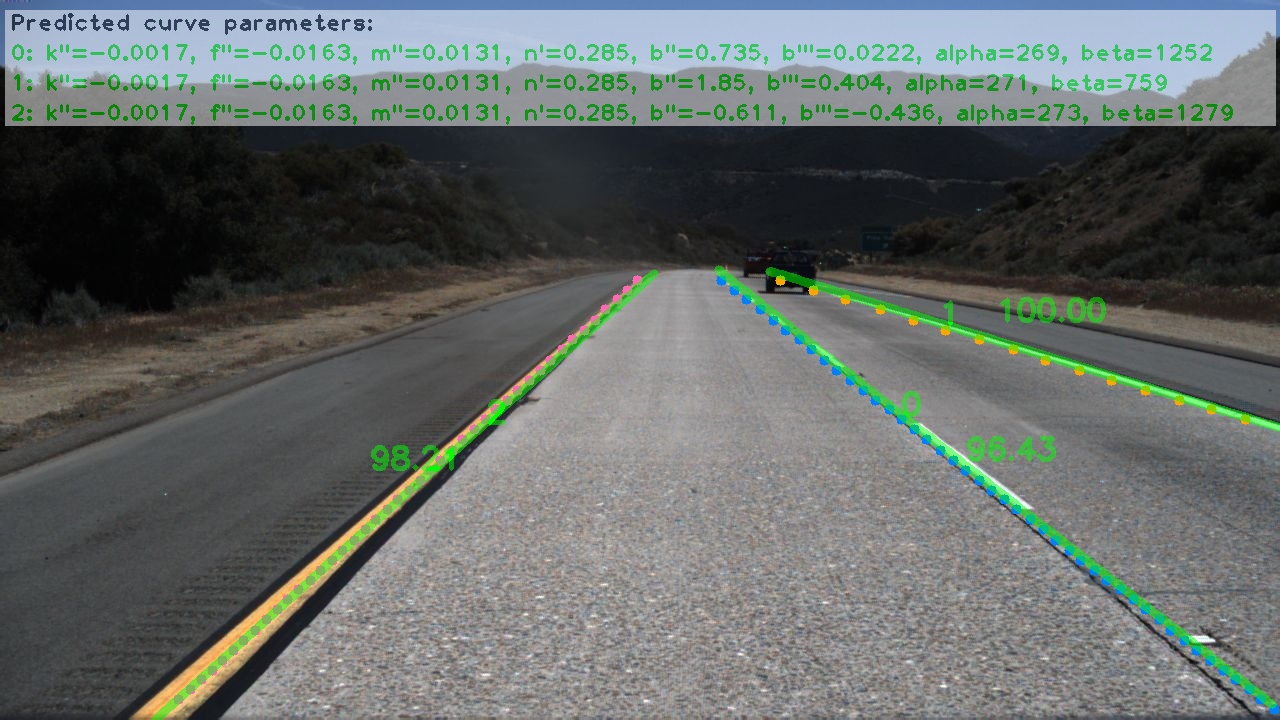 Predicted curve parameters:
0: k''=-0.0017, f''=-0.0163, m''=0.0131, n'=0.285, b''=0.735, b'''=0.0222, alpha=269, beta=1252
1: k''=-0.0017, f''=-0.0163, m''=0.0131, n'=0.285, b''=1.85, b'''=0.404, alpha=271, beta=759
2: k''=-0.0017, f''=-0.0163, m''=0.0131, n'=0.285, b''=-0.611, b'''=-0.436, alpha=273, beta=1279
1 100.00
2 0
98.21 96.43